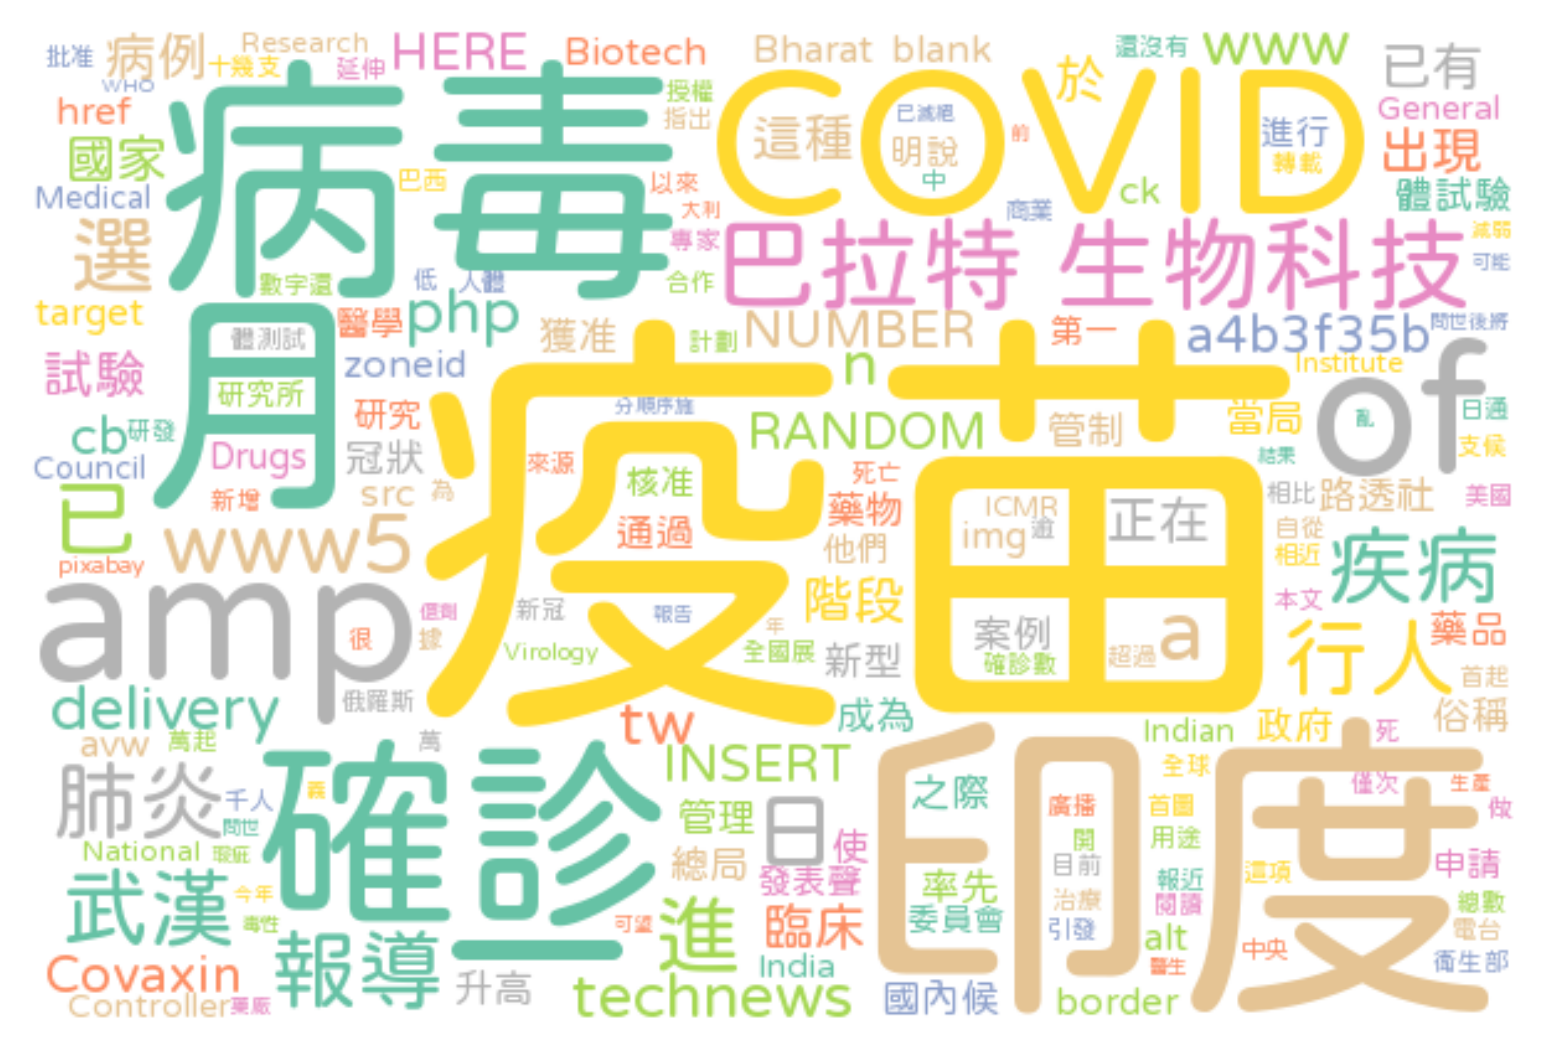 批准 病例 Research 十幾支 延伸 HERE Biotech Bharat blank 還沒有 www 已有
WHO href 授權 指出 已滅絕 於 General
國家 病毒 COVID 這種 明說 中 前 進行 轉載 出現
Medical 巴西 以來 大利 ck 商業 體試驗
選 專家 巴拉特 生物科技 減弱 可能
數字還 低 人體 合作
target 月 醫學 php 獲准 計劃 NUMBER 第一 a4b3f35b 問世後將
體測試 zoneid n Institute of
試驗 研究所 分順序施 疫苗
cb 研發 研究 RANDOM 管制 當局 亂 日通
Council Drugs 冠狀 來源 核准 死亡 結果 支候
已 新增 src 為 通過 藥物 ICMR img 逾 正在 相比 路透社 美國
www5 他們 自從 相近 疾病
pixabay amp 很 僵劑 據 新冠 報告 年 階段 案例 本文
Virology 全國展 新型 確診數 超過 a 行人 藥品
俄羅斯 首起
delivery tw 成為 Indian 政府 死 俗稱
avw 萬起 萬 INSERT 印度 之際 全球
肺炎 千人 問世 義 確診 管理 日 使 廣播 首圖 僅次 生產 做
National 瑕疵 總局 開 用途
武漢 今年 毒性 發表聲 率先 目前 報近 這項 申請
報導 一 可望 進 臨床 委員會 治療 閱讀 總數
引發 alt 電台
Covaxin 升高 India 醫生 中央 衛生部
Controller 藥廠 technews 國內候 border